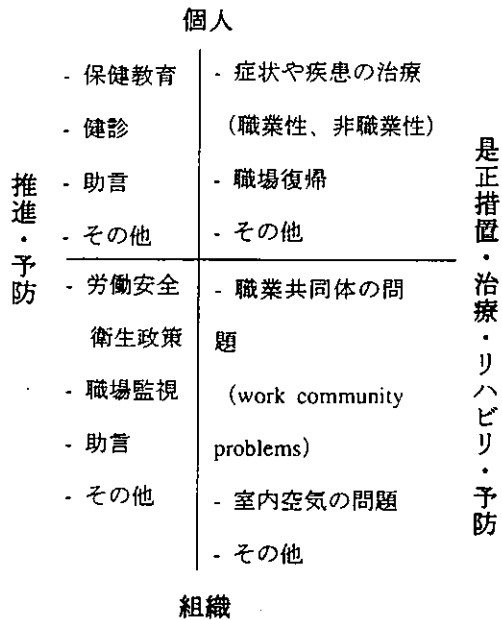 個人
- 保健教育
- 健診
- 助言
- その他
- 症状や疾患の治療
(職業性、非職業性)
- 職場復帰
- その他
推進・予防
是正措置・治療・リハビリ・予防
- 労働安全
衛生政策
- 職場監視
- 助言
- その他
- 職業共同体の問
題
(work community
problems)
- 室内空気の問題
- その他
組織